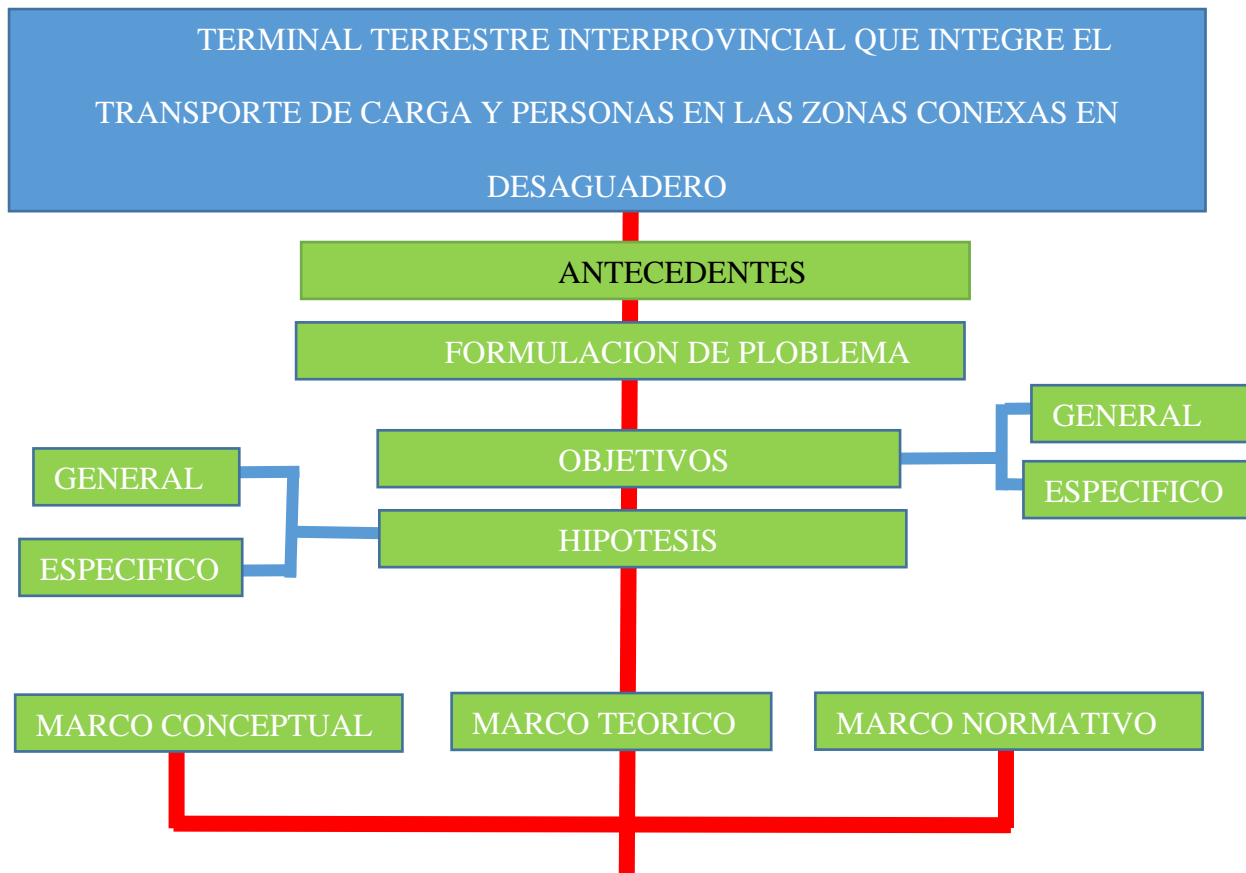 TERMINAL TERRESTRE INTERPROVINCIAL QUE INTEGRE EL
TRANSPORTE DE CARGA Y PERSONAS EN LAS ZONAS CONEXAS EN
DESAGUADERO
ANTECEDENTES
FORMULACION DE PLOBLEMA
OBJETIVOS
GENERAL
ESPECIFICO
HIPOTESIS
GENERAL
ESPECIFICO
MARCO CONCEPTUAL
MARCO TEORICO
MARCO NORMATIVO